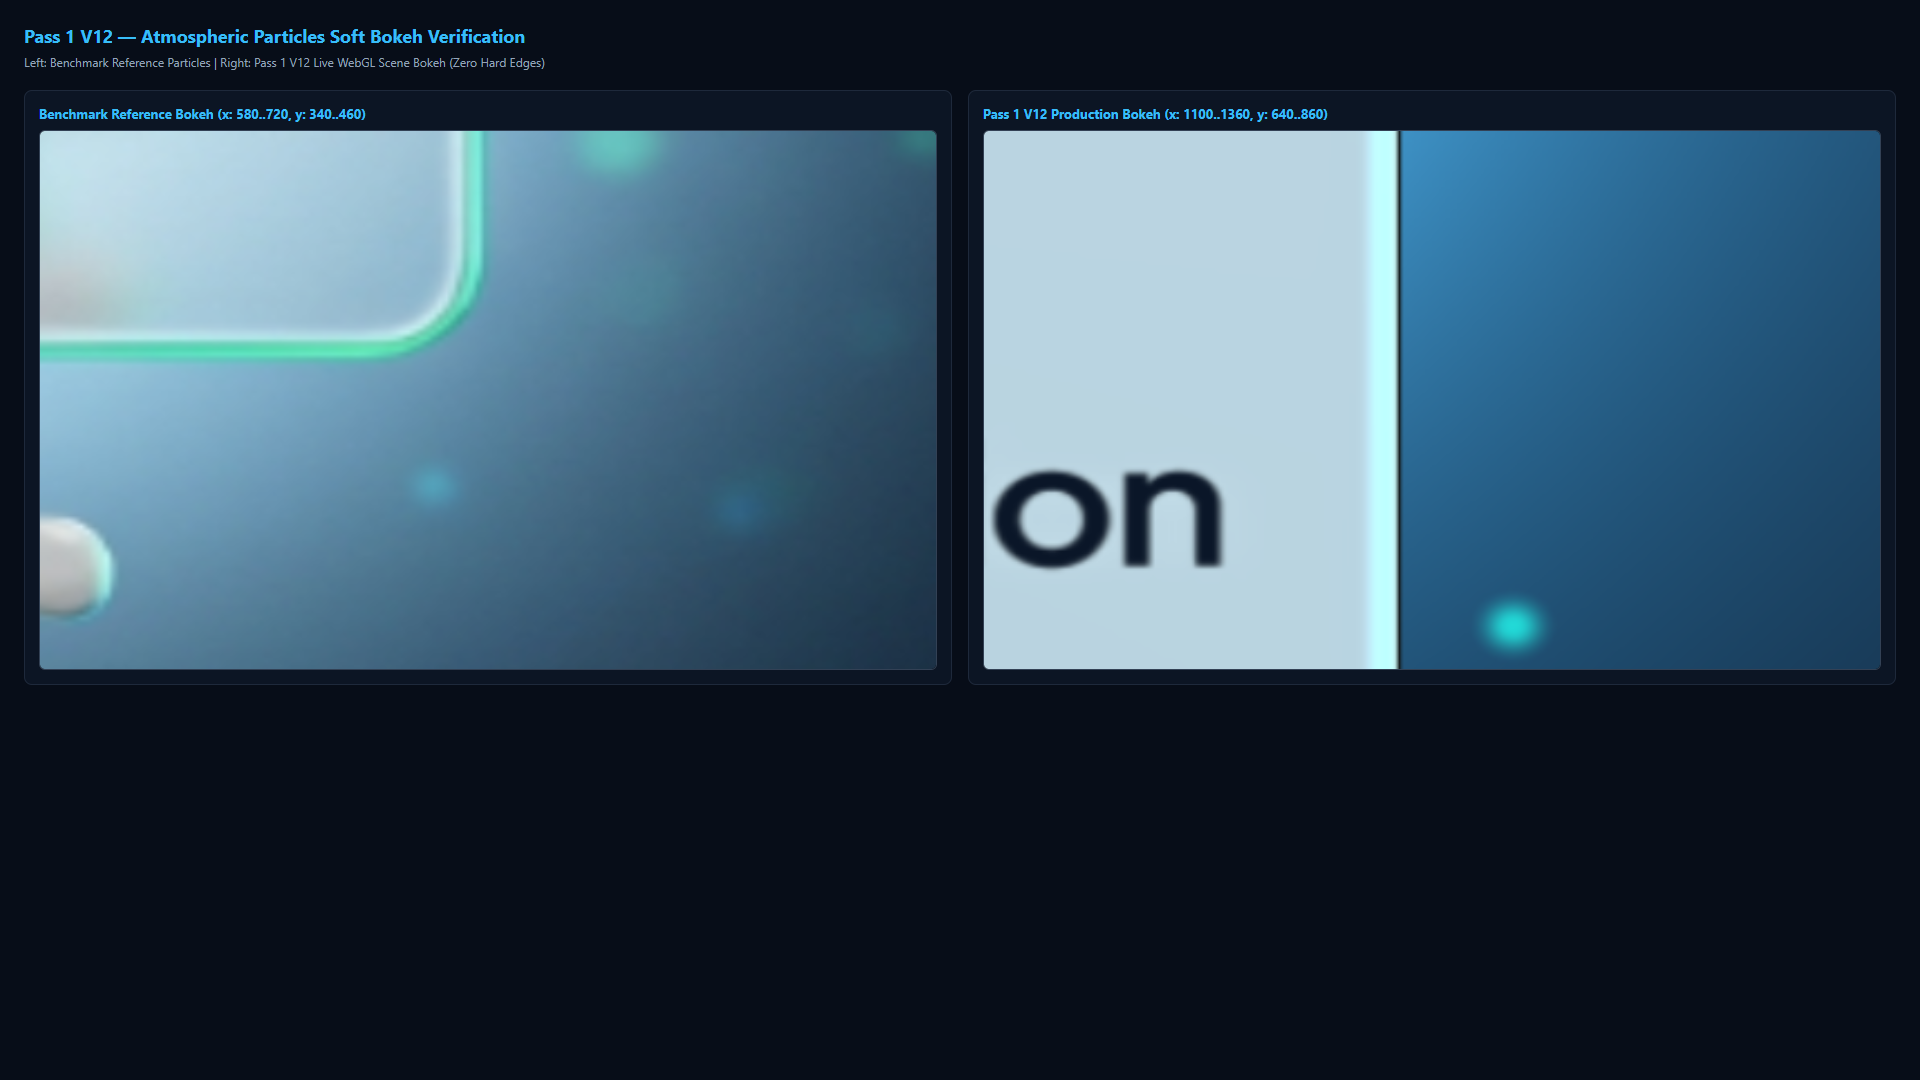 Pass 1 V12 — Atmospheric Particles Soft Bokeh Verification
Left: Benchmark Reference Particles | Right: Pass 1 V12 Live WebGL Scene Bokeh (Zero Hard Edges)
Benchmark Reference Bokeh (x: 580..720, y: 340..460)
Pass 1 V12 Production Bokeh (x: 1100..1360, y: 640..860)
on